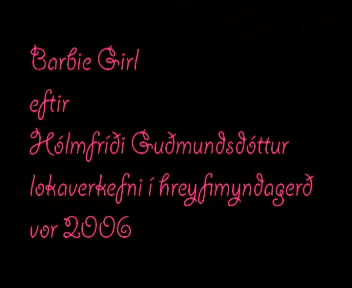 Barbie Girl
eftir
Hólmfríði Guðmundsdóttur
lokaverkefni í hreyfimyndagerð
vor 2006